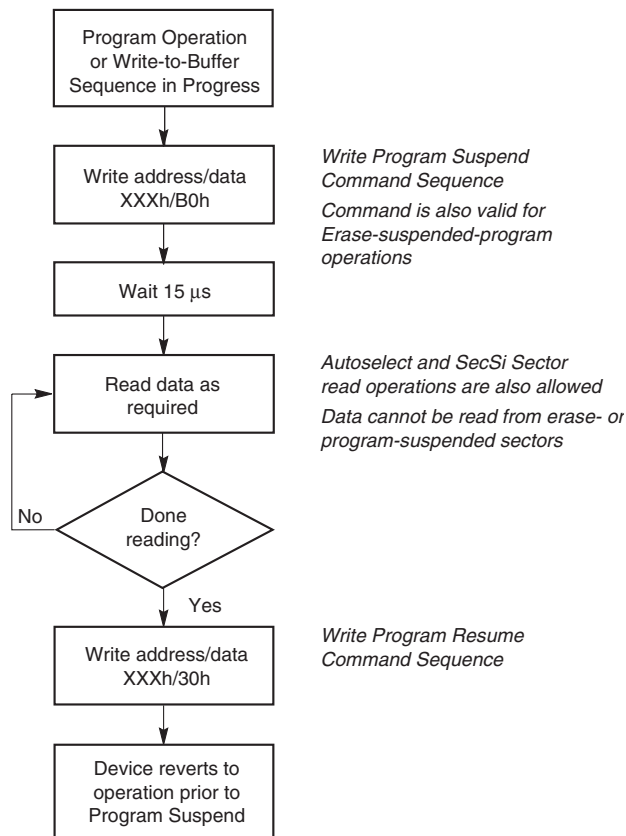 Program Operation
or Write-to-Buffer
Sequence in Progress
Write address/data
XXXh/B0h
Write Program Suspend
Command Sequence
Command is also valid for
Erase-suspended-program
operations
Wait 15 μs
Read data as
required
Autoselect and SecSi Sector
read operations are also allowed
Data cannot be read from erase- or
program-suspended sectors
No
Done
reading?
Yes
Write address/data
XXXh/30h
Write Program Resume
Command Sequence
Device reverts to
operation prior to
Program Suspend